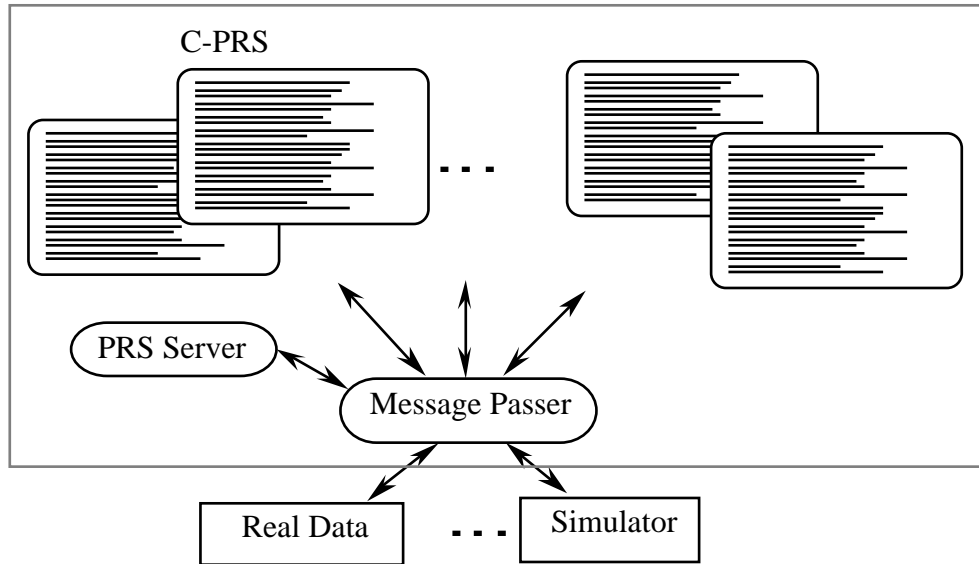 C-PRS
. . .
PRS Server
Message Passer
Real Data
. . .
Simulator